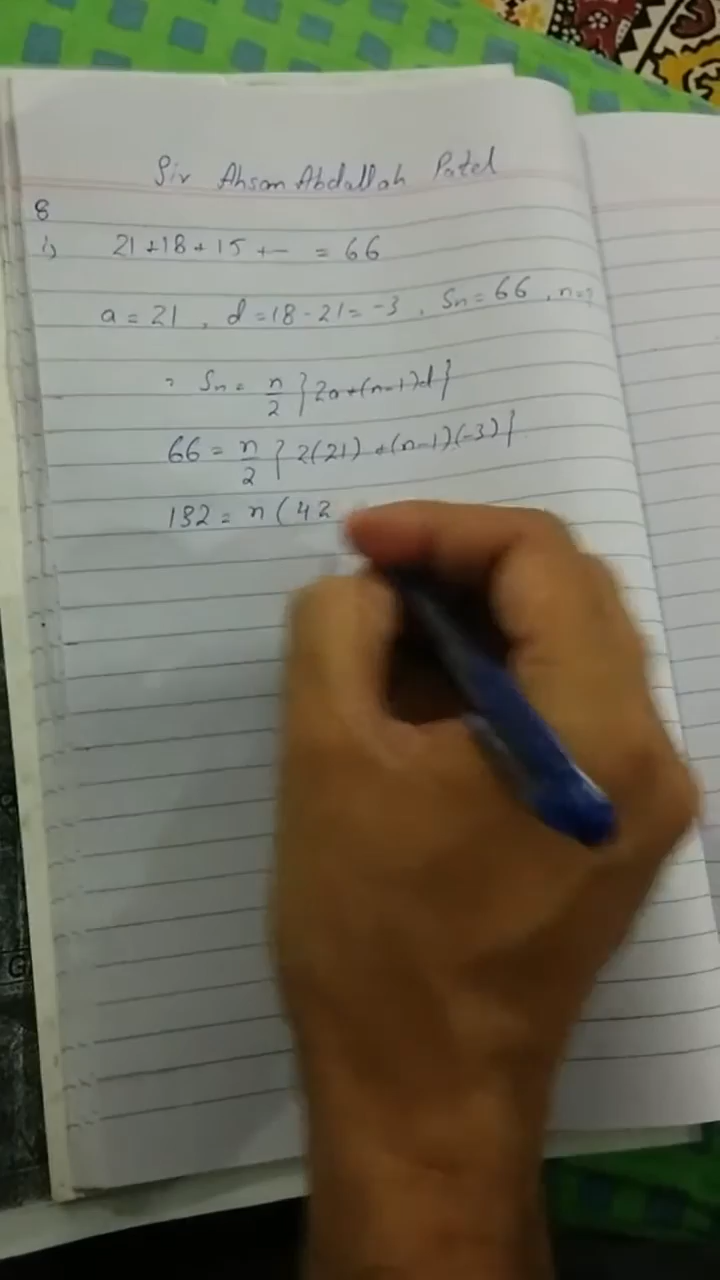 Sir Ahsan Abdallah Patel
8
i) 21+18+15+-- = 66
a = 21 , d = 18-21 = -3 , Sn = 66 , n=?
= Sn = n/2 {2a+(n-1)d}
66 = n/2 {2(21)+(n-1)(-3)}
132 = n(42